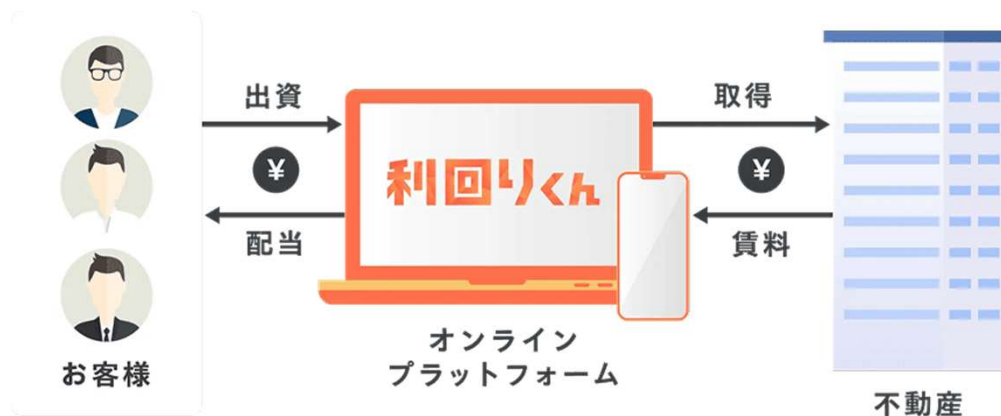 お客様
出資
¥
配当
利回りくん
オンライン
プラットフォーム
取得
¥
賃料
不動産